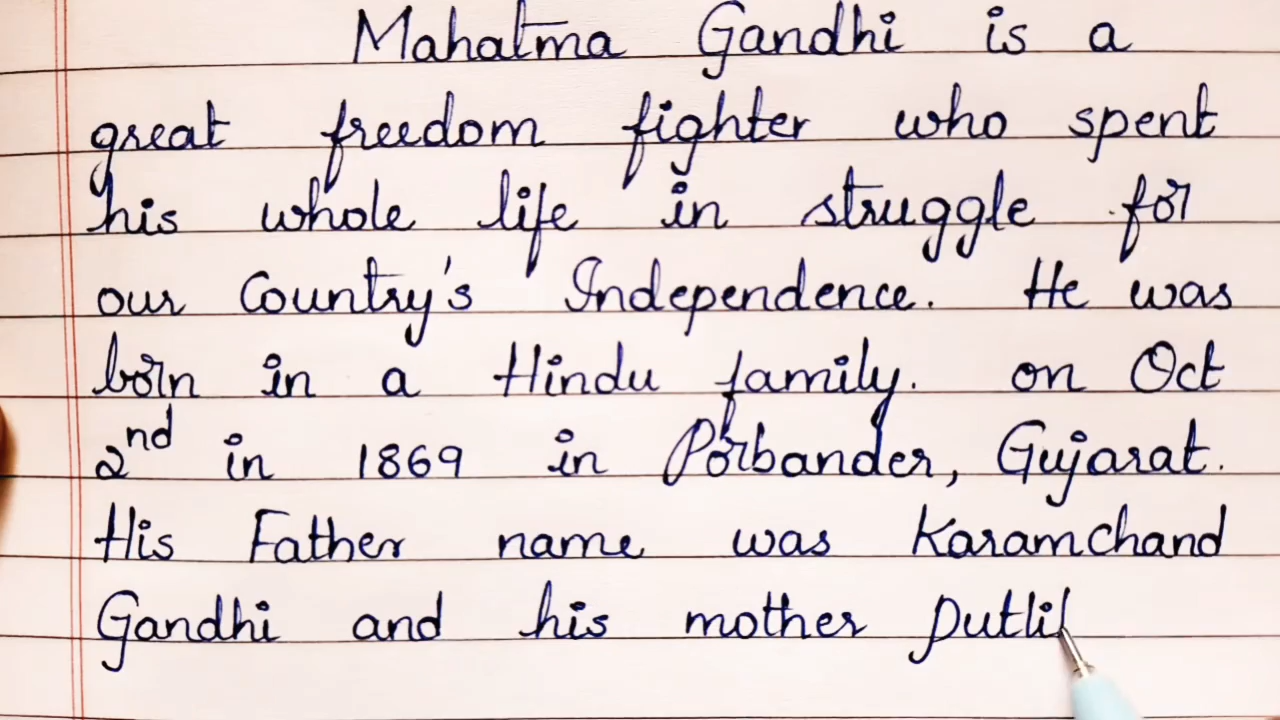 Mahatma Gandhi is a
great freedom fighter who spent
his whole life in struggle for
our Country's Independence. He was
born in a Hindu family. on Oct
2nd in 1869 in Porbander, Gujarat.
His Father name was Karamchand
Gandhi and his mother